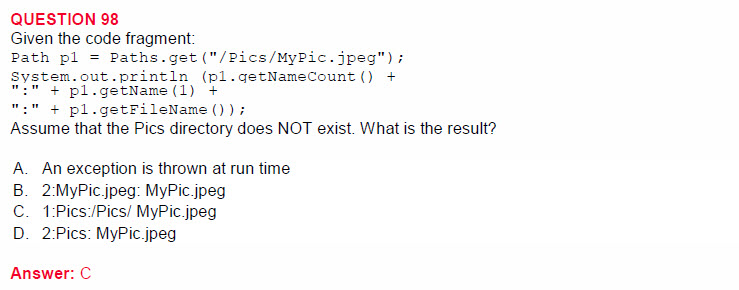 QUESTION 98
Given the code fragment:
Path p1 = Paths.get("/Pics/MyPic.jpeg");
System.out.println (p1.getNameCount() +
":" + p1.getName(1) +
":" + p1.getFileName());
Assume that the Pics directory does NOT exist. What is the result?
A. An exception is thrown at run time
B. 2:MyPic.jpeg: MyPic.jpeg
C. 1:Pics:/Pics/ MyPic.jpeg
D. 2:Pics: MyPic.jpeg
Answer: C